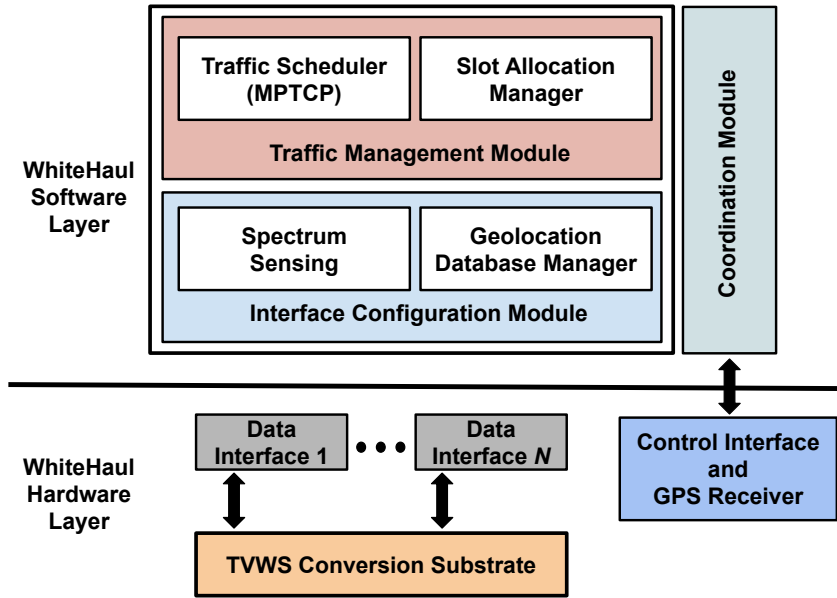 Traffic Scheduler
(MPTCP)
Slot Allocation
Manager
Traffic Management Module
WhiteHaul
Software
Layer
Spectrum
Sensing
Geolocation
Database Manager
Interface Configuration Module
Coordination Module
WhiteHaul
Hardware
Layer
Data
Interface 1
Data
Interface N
Control Interface
and
GPS Receiver
TVWS Conversion Substrate